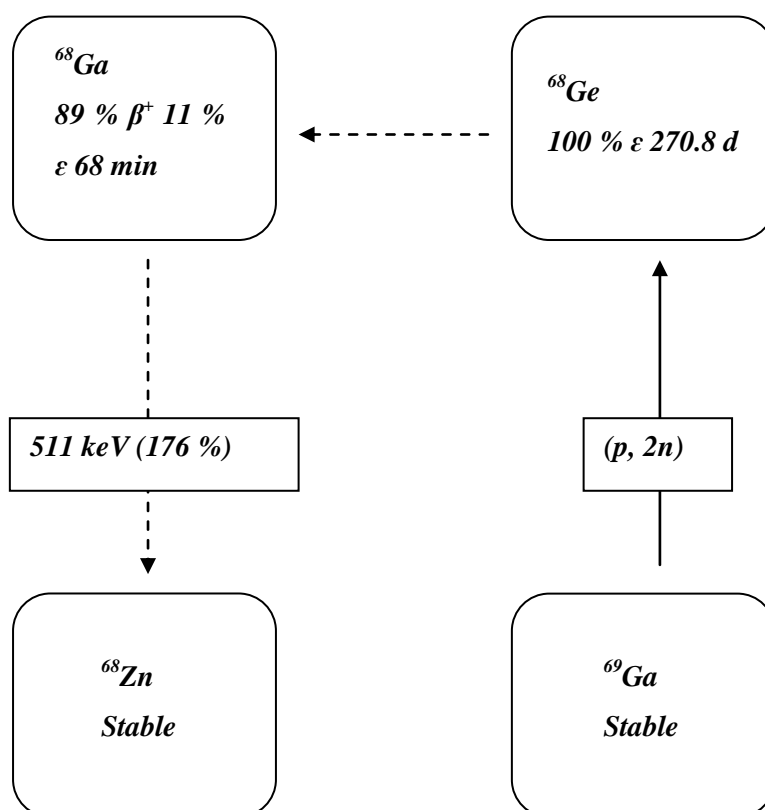 ⁶⁸Ga
89 % β⁺ 11 %
ε 68 min
⁶⁸Ge
100 % ε 270.8 d
511 keV (176 %)
(p, 2n)
⁶⁸Zn
Stable
⁶⁹Ga
Stable